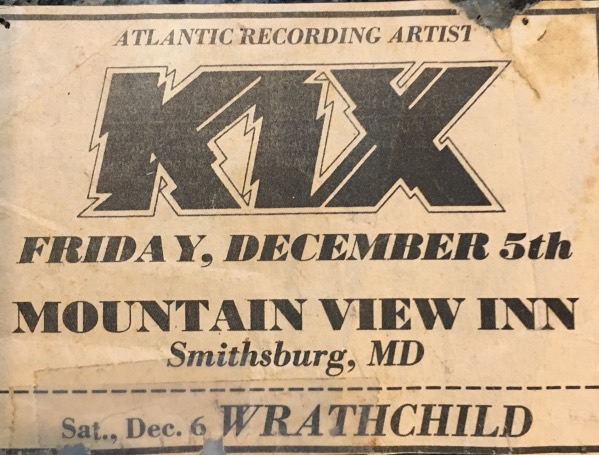 ATLANTIC RECORDING ARTIST
KIX
FRIDAY, DECEMBER 5th
MOUNTAIN VIEW INN
Smithsburg, MD
Sat., Dec. 6 WRATHCHILD